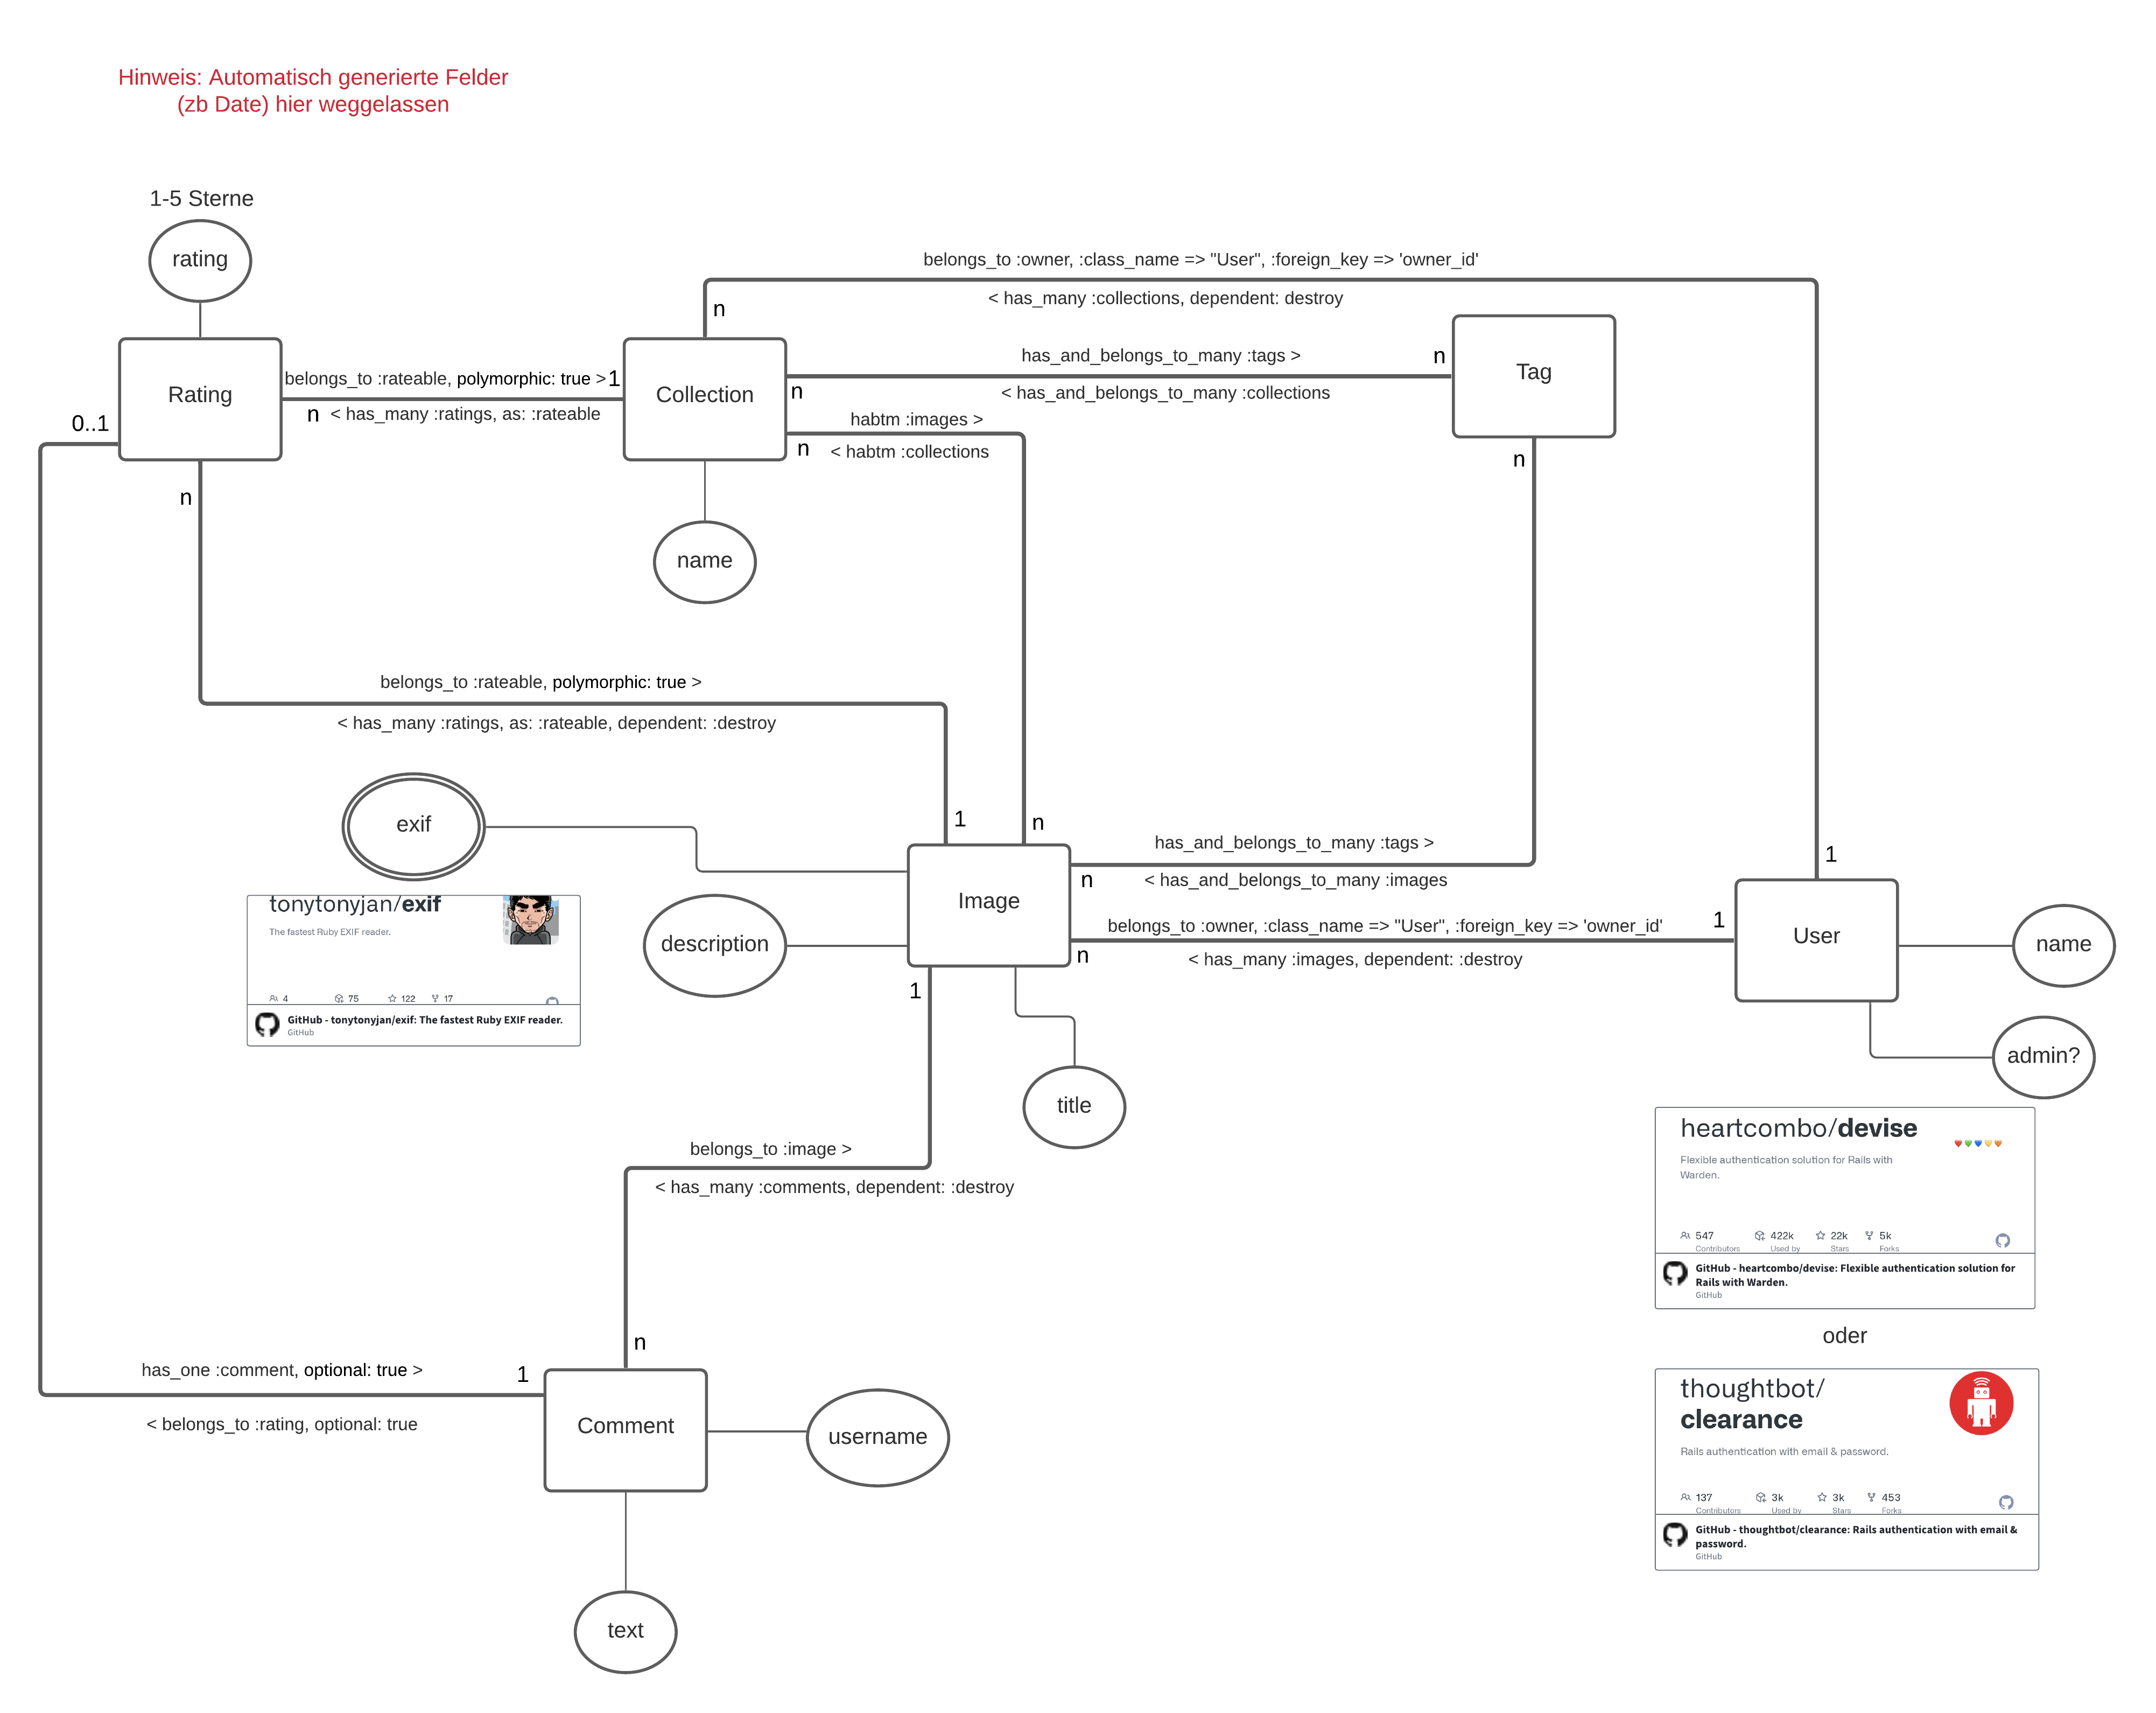 Hinweis: Automatisch generierte Felder
(zb Date) hier weggelassen
1-5 Sterne
rating
belongs_to :owner, :class_name => "User", :foreign_key => 'owner_id'
< has_many :collections, dependent: destroy
n
Rating
belongs_to :rateable, polymorphic: true >
1
n
< has_many :ratings, as: :rateable
0..1
n
Collection
has_and_belongs_to_many :tags >
n
n
< has_and_belongs_to_many :collections
Tag
habtm :images >
n
< habtm :collections
n
name
belongs_to :rateable, polymorphic: true >
< has_many :ratings, as: :rateable, dependent: :destroy
exif
1
n
has_and_belongs_to_many :tags >
n
< has_and_belongs_to_many :images
1
Image
tonytonyjan/exif
The fastest Ruby EXIF reader.
4
75
122
17
GitHub - tonytonyjan/exif: The fastest Ruby EXIF reader.
GitHub
description
belongs_to :owner, :class_name => "User", :foreign_key => 'owner_id'
1
n
< has_many :images, dependent: :destroy
User
name
admin?
1
title
belongs_to :image >
< has_many :comments, dependent: :destroy
n
heartcombo/devise
Flexible authentication solution for Rails with
Warden.
547
422k
22k
5k
Contributors
Used by
Stars
Forks
GitHub - heartcombo/devise: Flexible authentication solution for
Rails with Warden.
GitHub
oder
has_one :comment, optional: true >
1
< belongs_to :rating, optional: true
Comment
username
text
thoughtbot/
clearance
Rails authentication with email & password.
137
3k
3k
453
Contributors
Used by
Stars
Forks
GitHub - thoughtbot/clearance: Rails authentication with email &
password.
GitHub